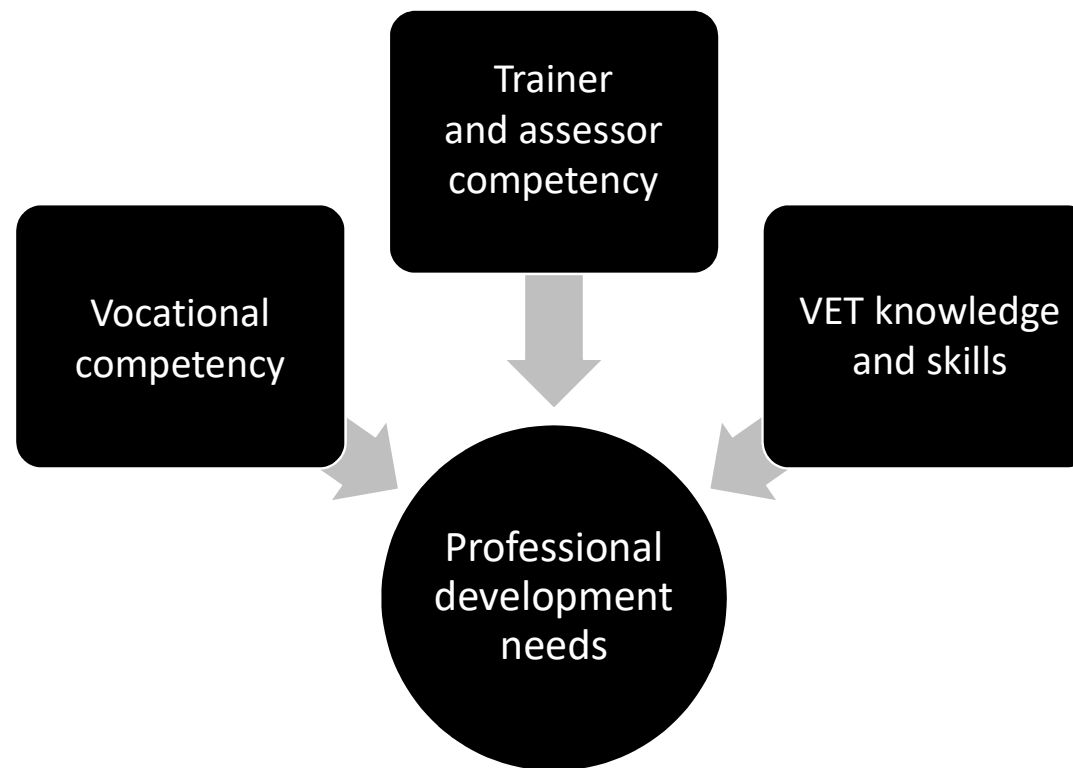 Trainer
and assessor
competency
Vocational
competency
VET knowledge
and skills
Professional
development
needs